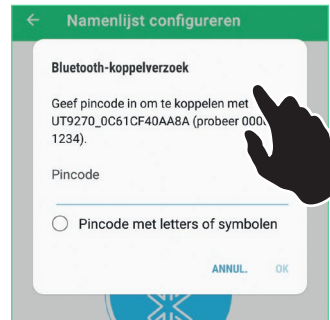 Namenlijst configureren
Bluetooth-koppelverzoek
Geef pincode in om te koppelen met
UT9270_0C61CF40AA8A (probeer
1234).
Pincode
Pincode met letters of symbolen
ANNUL. OK